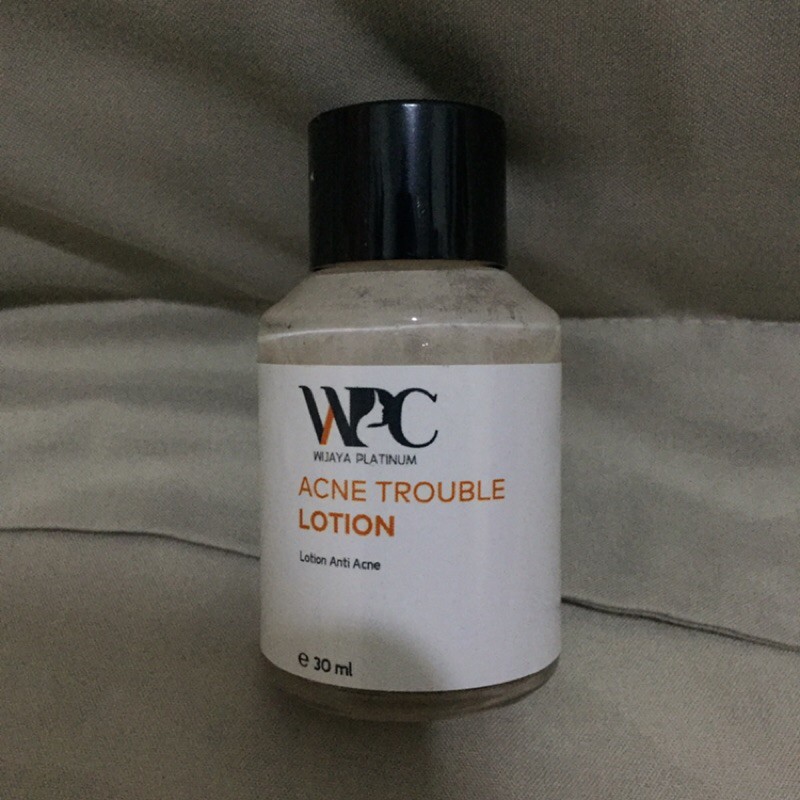 WPC
WIJAYA PLATINUM
ACNE TROUBLE
LOTION
Lotion Anti Acne
℮ 30 ml